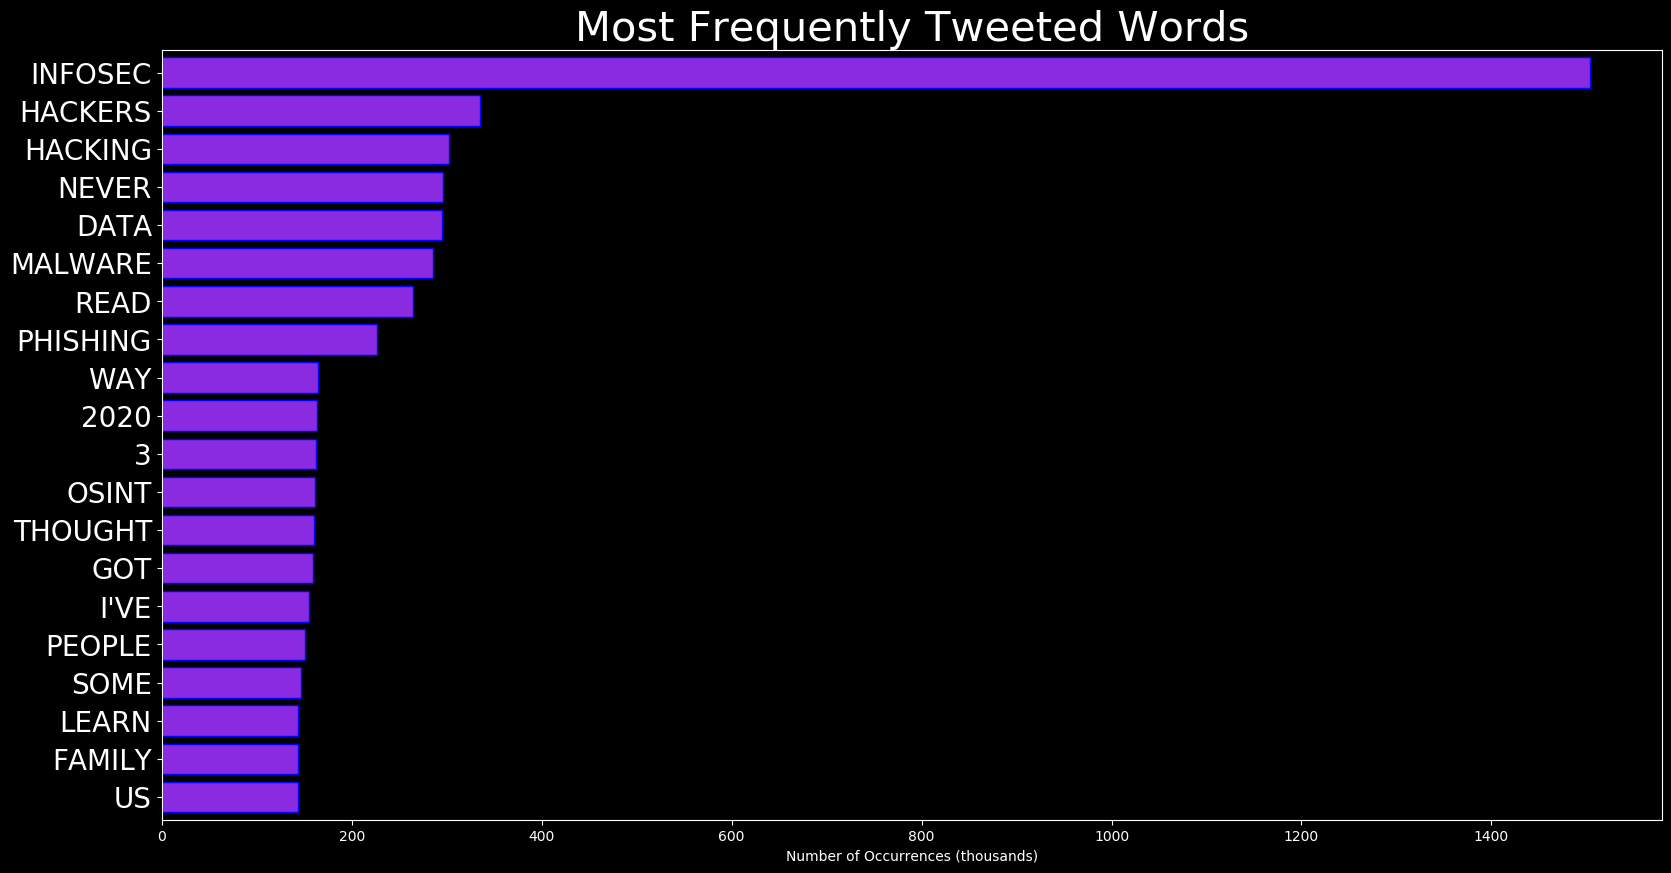 Most Frequently Tweeted Words
INFOSEC
HACKERS
HACKING
NEVER
DATA
MALWARE
READ
PHISHING
WAY
2020
3
OSINT
THOUGHT
GOT
I'VE
PEOPLE
SOME
LEARN
FAMILY
US
0 200 400 600 800 1000 1200 1400
Number of Occurrences (thousands)